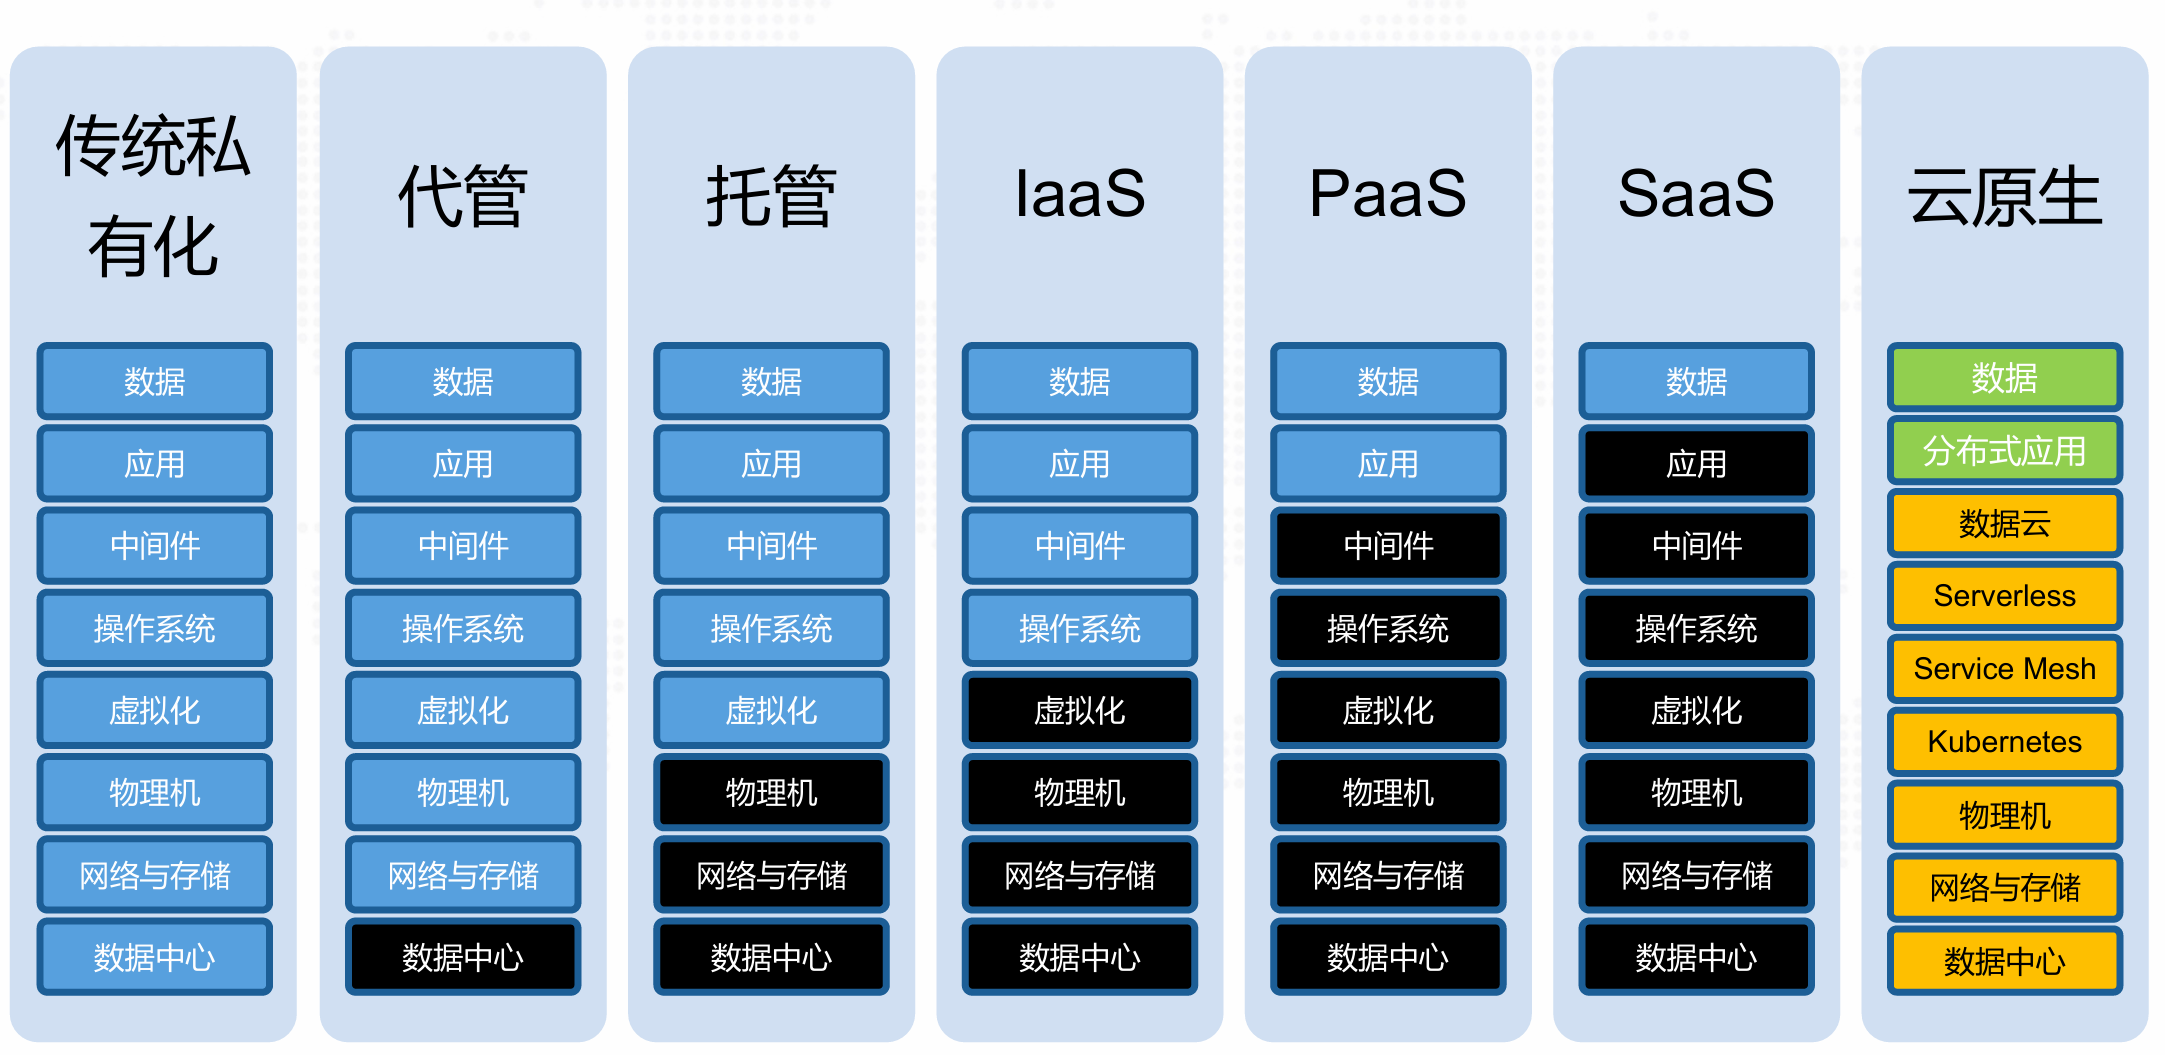 传统私
有化
数据
应用
中间件
操作系统
虚拟化
物理机
网络与存储
数据中心
代管
数据
应用
中间件
操作系统
虚拟化
物理机
网络与存储
数据中心
托管
数据
应用
中间件
操作系统
虚拟化
物理机
网络与存储
数据中心
IaaS
数据
应用
中间件
操作系统
虚拟化
物理机
网络与存储
数据中心
PaaS
数据
应用
中间件
操作系统
虚拟化
物理机
网络与存储
数据中心
SaaS
数据
应用
中间件
操作系统
虚拟化
物理机
网络与存储
数据中心
云原生
数据
分布式应用
数据云
Serverless
Service Mesh
Kubernetes
物理机
网络与存储
数据中心